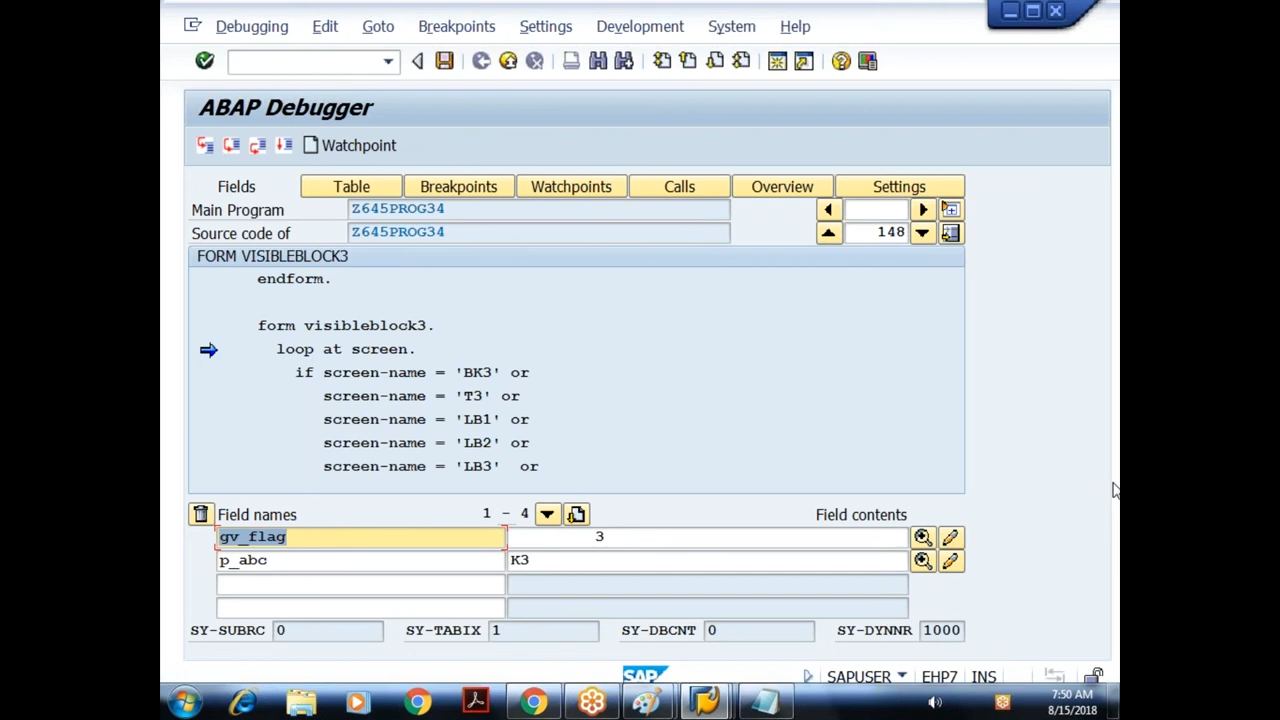 Debugging Edit Goto Breakpoints Settings Development System Help
ABAP Debugger
Watchpoint
Fields Table Breakpoints Watchpoints Calls Overview Settings
Main Program Z645PROG34
Source code of Z645PROG34 148
FORM VISIBLEBLOCK3
endform.
form visibleblock3.
loop at screen.
if screen-name = 'BK3' or
screen-name = 'T3' or
screen-name = 'LB1' or
screen-name = 'LB2' or
screen-name = 'LB3' or
Field names 1 - 4 Field contents
gv_flag 3
p_abc K3
SY-SUBRC 0 SY-TABIX 1 SY-DBCNT 0 SY-DYNNR 1000
SAP SAPUSER EHP7 INS
7:50 AM
8/15/2018